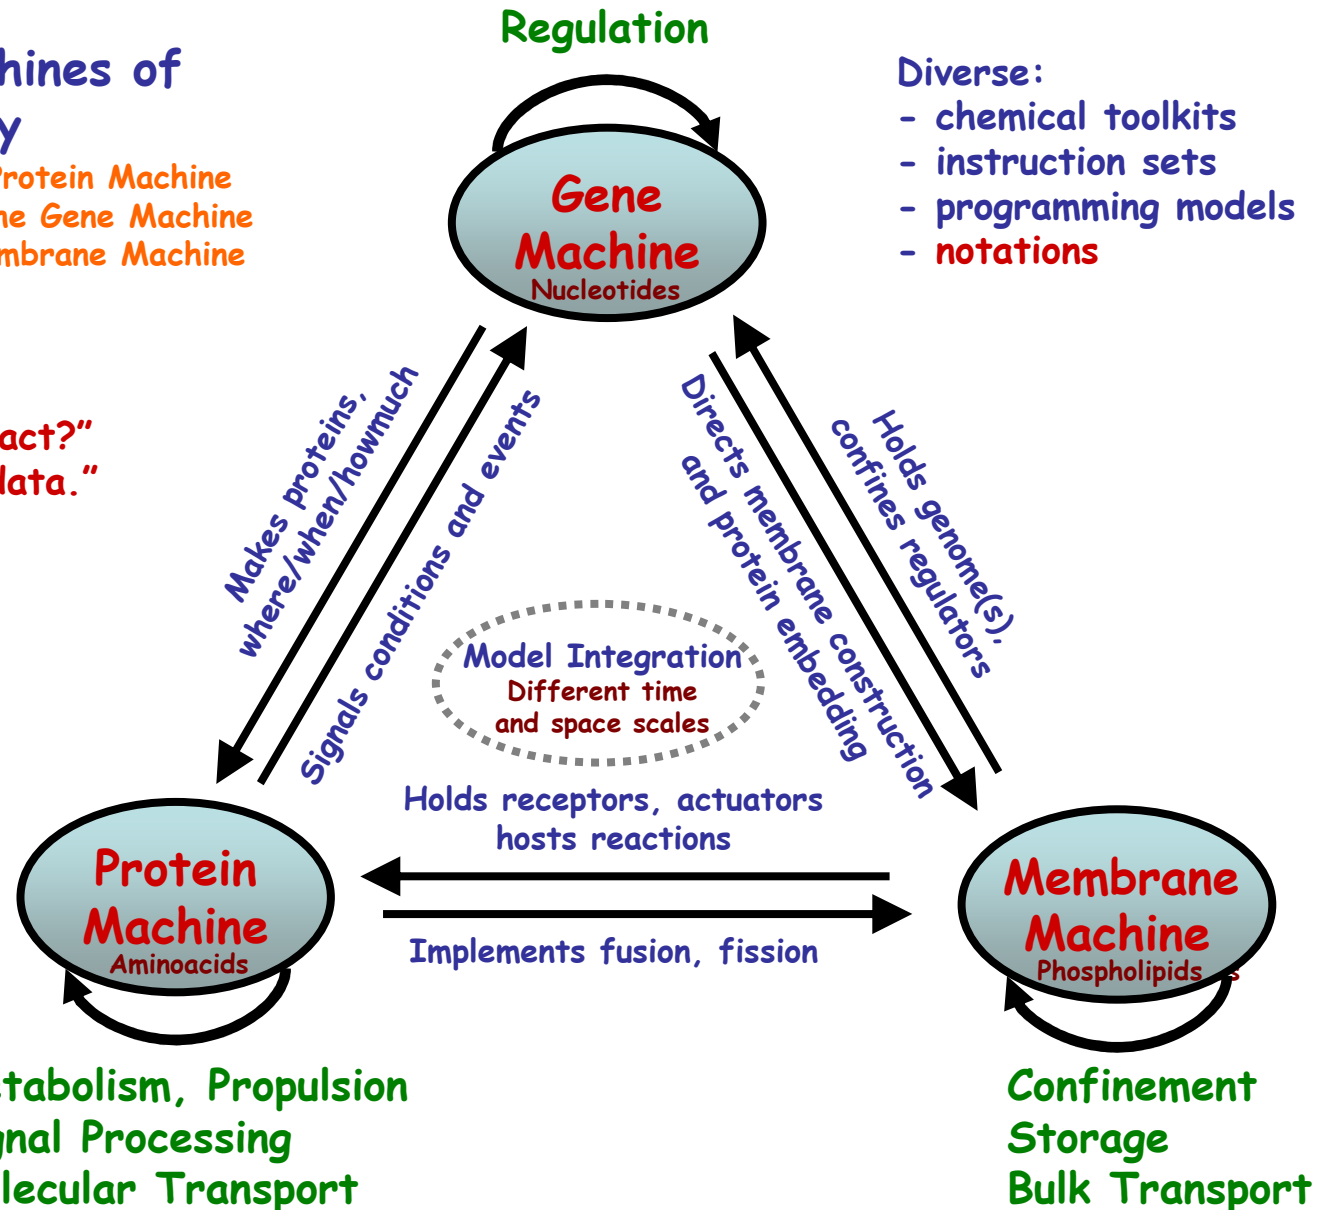 Regulation
hines of
y
Protein Machine
ne Gene Machine
mbrane Machine
Diverse:
- chemical toolkits
- instruction sets
- programming models
- notations
Gene
Machine
Nucleotides
act?”
data.”
Makes proteins,
where/when/howmuch
Signals conditions and events
Directs membrane construction
and protein embedding
Holds genome(s),
confines regulators
Model Integration
Different time
and space scales
Holds receptors, actuators
hosts reactions
Implements fusion, fission
Protein
Machine
Aminoacids
Membrane
Machine
Phospholipids s
tabolism, Propulsion
gnal Processing
lecular Transport
Confinement
Storage
Bulk Transport